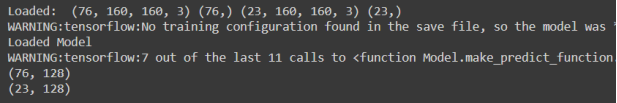 Loaded:  (76, 160, 160, 3) (76,) (23, 160, 160, 3) (23,)
WARNING:tensorflow:No training configuration found in the save file, so the model was
Loaded Model
WARNING:tensorflow:7 out of the last 11 calls to <function Model.make_predict_function.
(76, 128)
(23, 128)